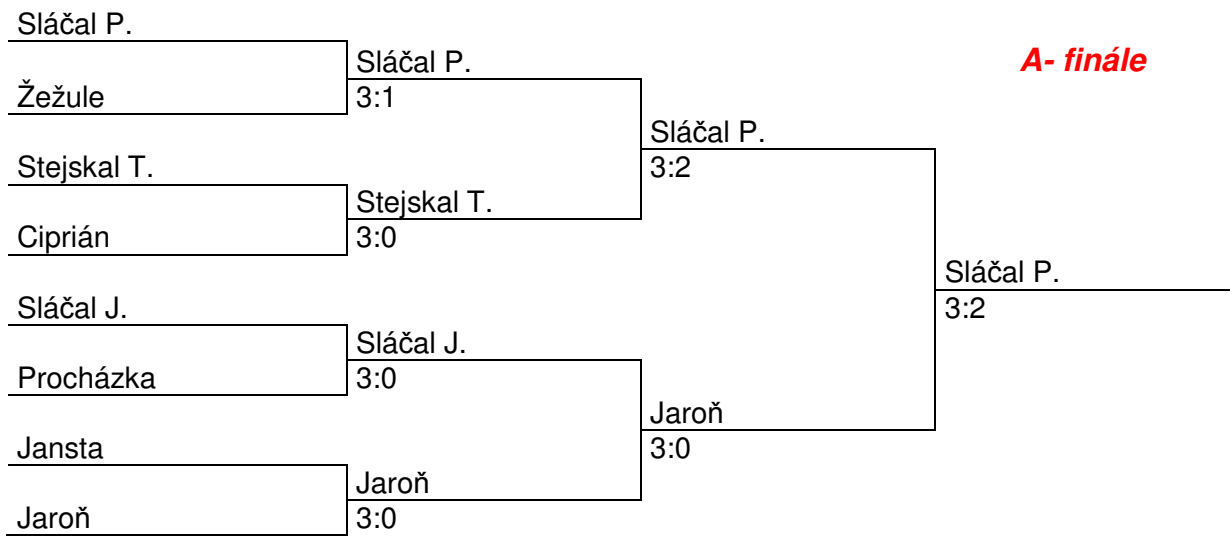 Sláčal P.
Sláčal P.
A- finále
Žežule
3:1
Sláčal P.
Stejskal T.
3:2
Stejskal T.
Ciprián
3:0
Sláčal P.
Sláčal J.
3:2
Sláčal J.
Procházka
3:0
Jaroň
Jansta
3:0
Jaroň
Jaroň
3:0